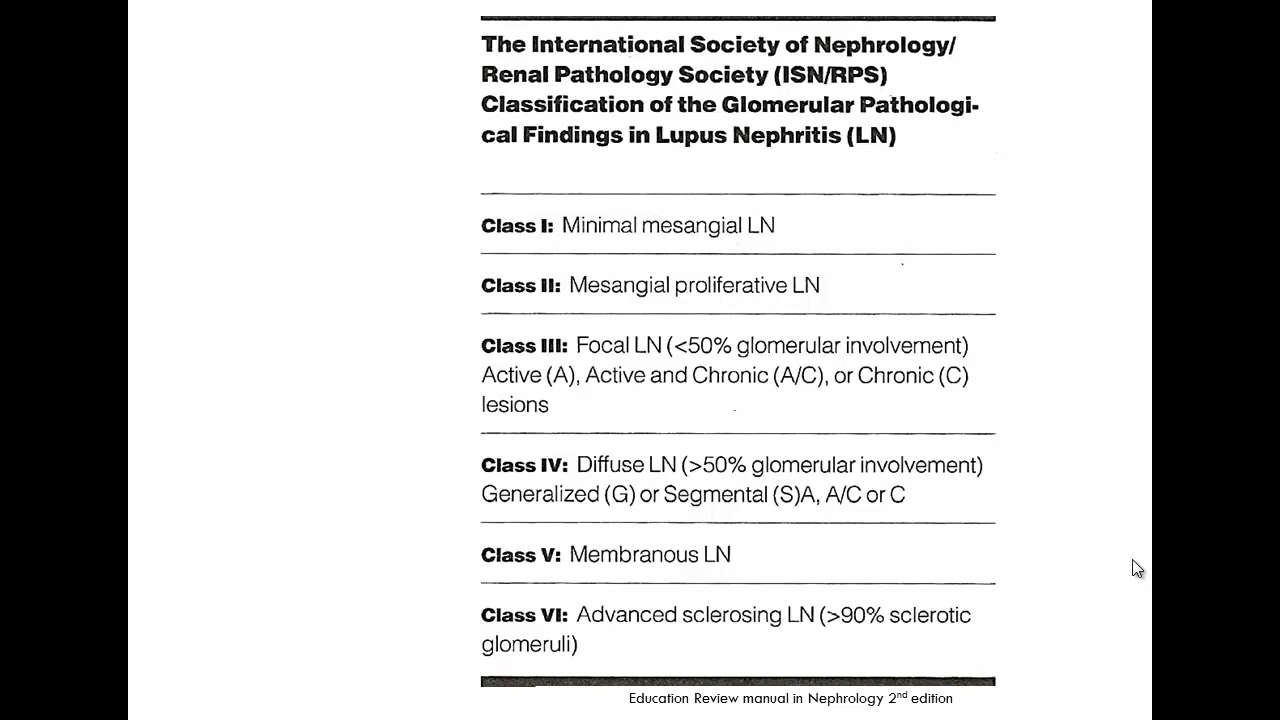 The International Society of Nephrology/
Renal Pathology Society (ISN/RPS)
Classification of the Glomerular Pathologi-
cal Findings in Lupus Nephritis (LN)
Class I: Minimal mesangial LN
Class II: Mesangial proliferative LN
Class III: Focal LN (<50% glomerular involvement)
Active (A), Active and Chronic (A/C), or Chronic (C)
lesions
Class IV: Diffuse LN (>50% glomerular involvement)
Generalized (G) or Segmental (S)A, A/C or C
Class V: Membranous LN
Class VI: Advanced sclerosing LN (>90% sclerotic
glomeruli)
Education Review manual in Nephrology 2nd edition